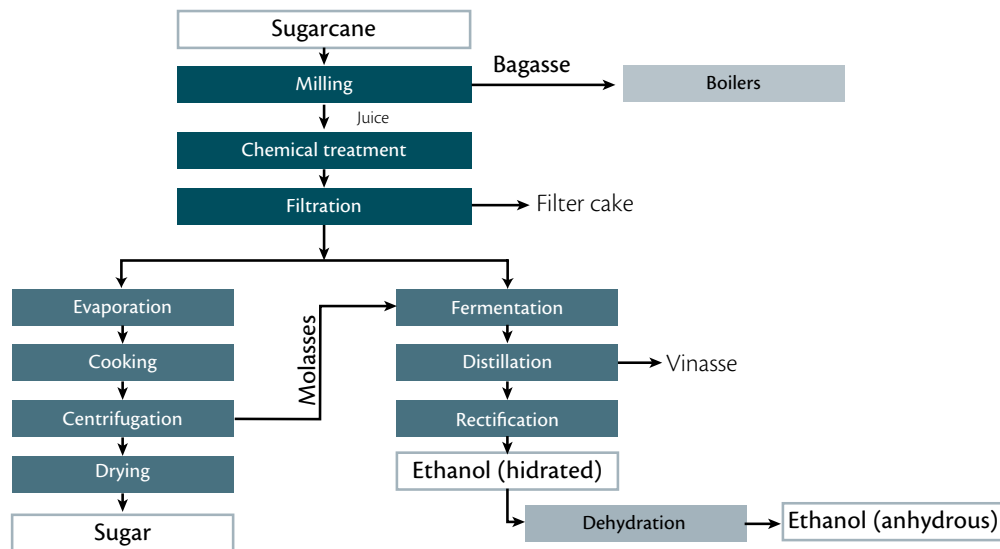 Sugarcane
Bagasse
Milling
Boilers
Juice
Chemical treatment
Filtration
Filter cake
Evaporation
Fermentation
Molasses
Cooking
Distillation
Vinasse
Centrifugation
Rectification
Drying
Ethanol (hidrated)
Sugar
Dehydration
Ethanol (anhydrous)